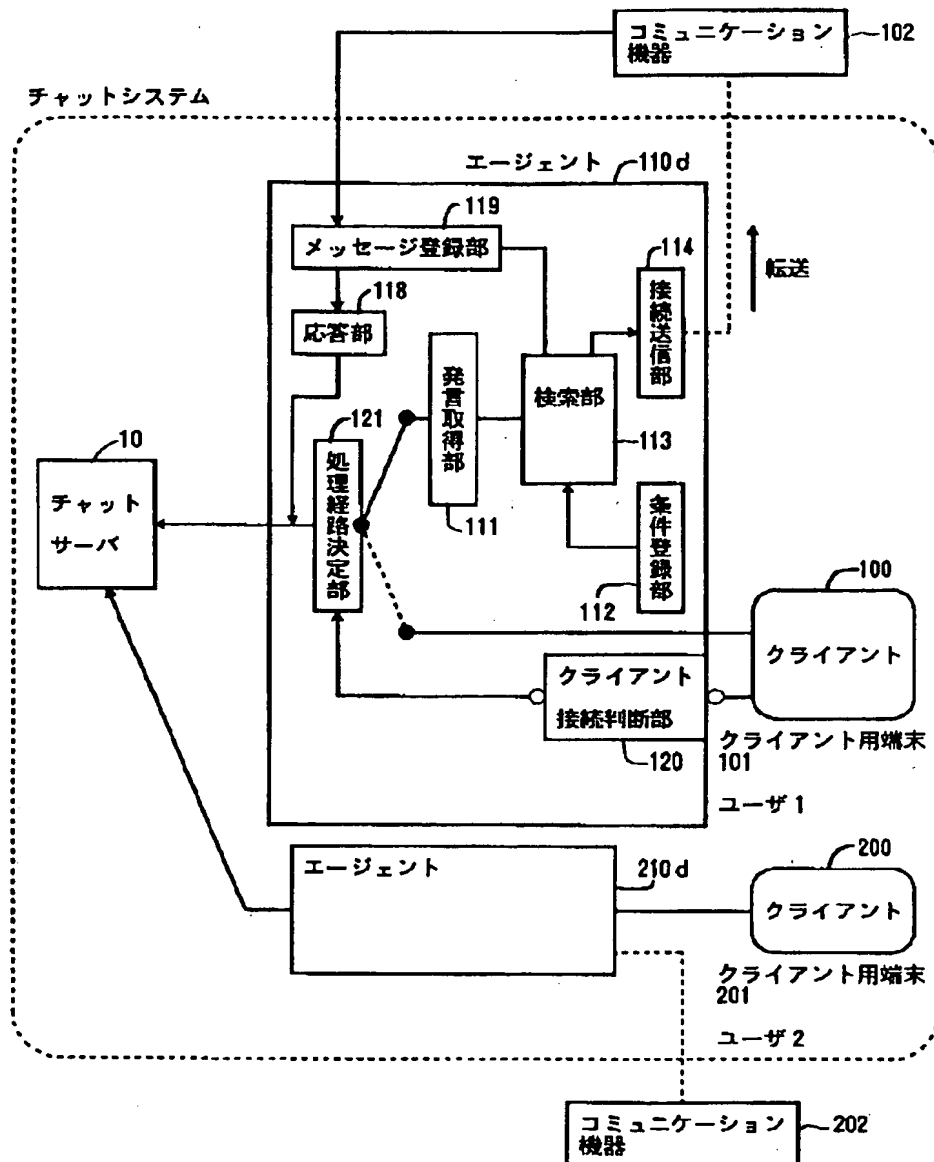 コミュニケーション
機器
102
チャットシステム
エージェント
110d
119
メッセージ登録部
114
接続送信部
転送
118
応答部
発言取得部
検索部
113
121
10
処理経路決定部
111
チャット
サーバ
条件登録部
112
100
クライアント
クライアント
接続判断部
120
クライアント用端末
101
ユーザ1
エージェント
210d
200
クライアント
クライアント用端末
201
ユーザ2
コミュニケーション
機器
202